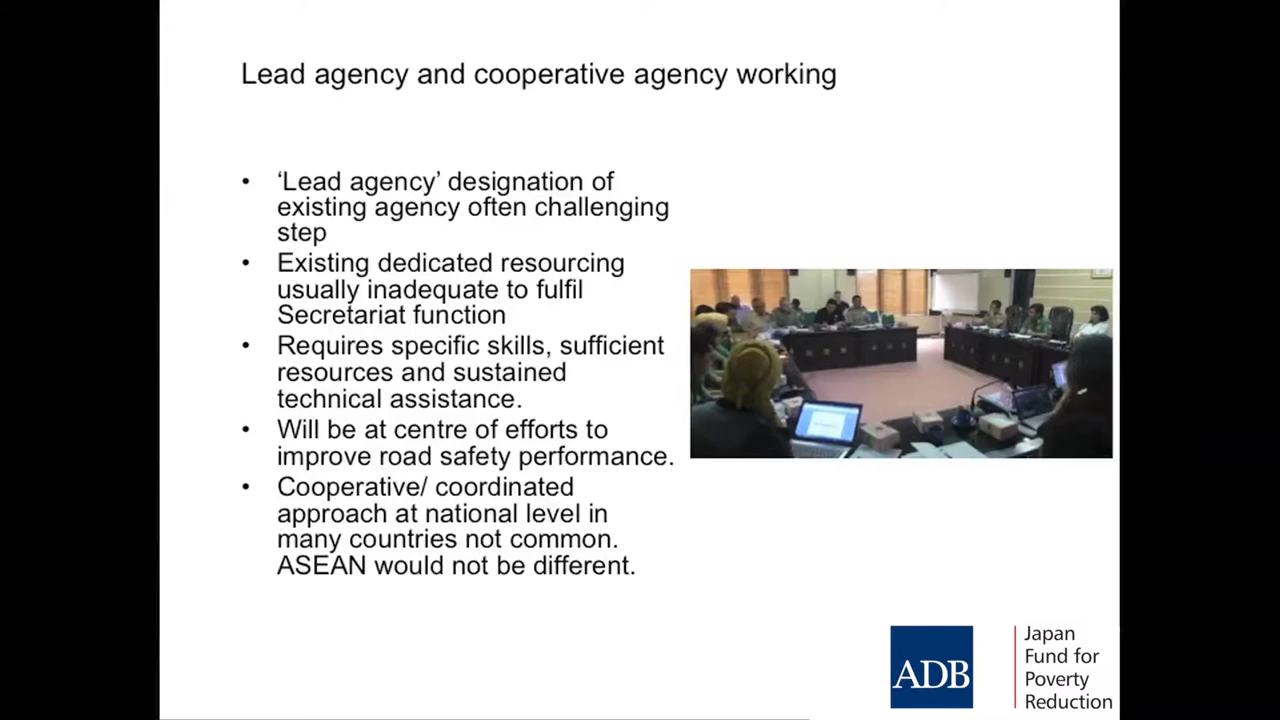 Lead agency and cooperative agency working
• ‘Lead agency’ designation of
existing agency often challenging
step
• Existing dedicated resourcing
usually inadequate to fulfil
Secretariat function
• Requires specific skills, sufficient
resources and sustained
technical assistance.
• Will be at centre of efforts to
improve road safety performance.
• Cooperative/ coordinated
approach at national level in
many countries not common.
ASEAN would not be different.
ADB
Japan
Fund for
Poverty
Reduction